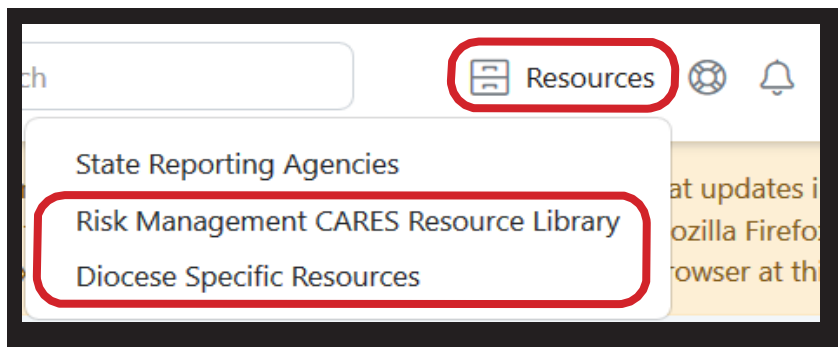 ch
Resources
State Reporting Agencies
Risk Management CARES Resource Library
Diocese Specific Resources
at updates i
ozilla Firefo
rowser at thi